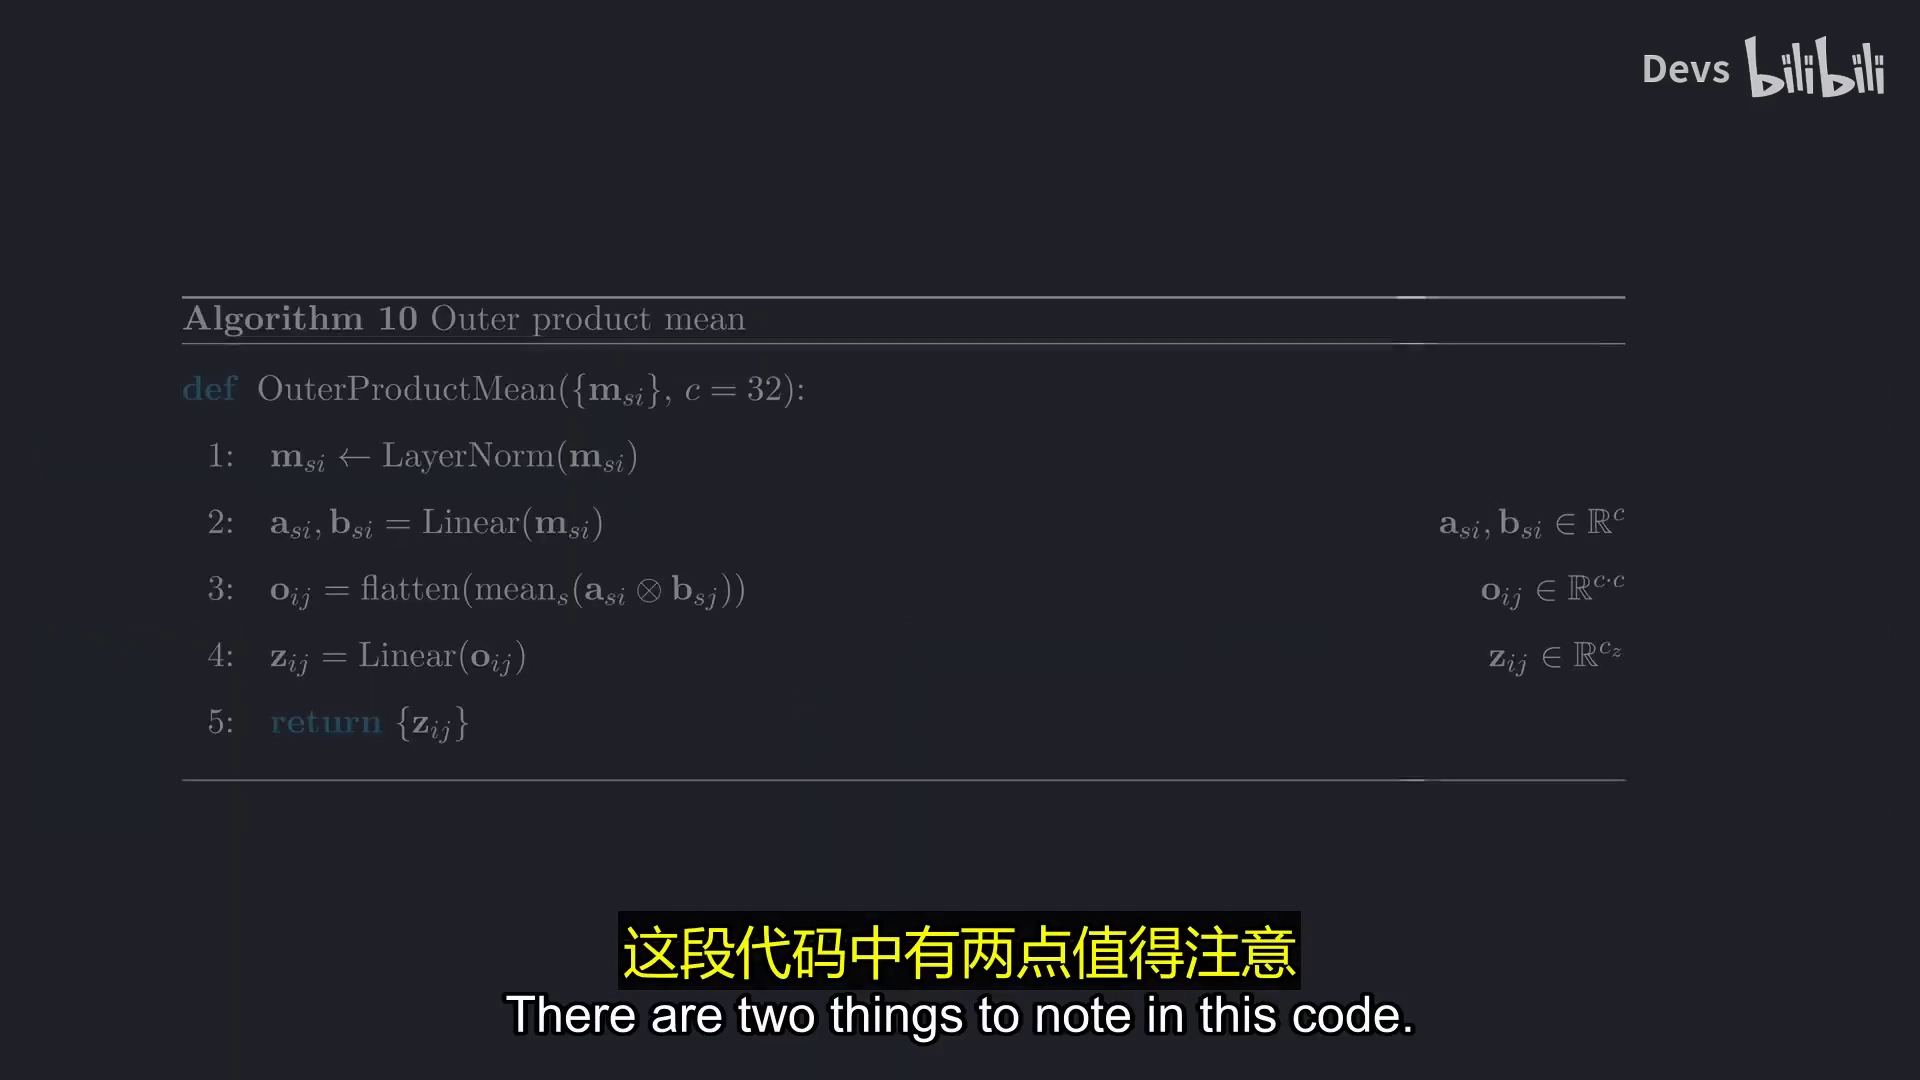 Devs bilibili
Algorithm 10 Outer product mean
def OuterProductMean({m_si}, c = 32):
1: m_si ← LayerNorm(m_si)
2: a_si, b_si = Linear(m_si) a_si, b_si ∈ ℝ^c
3: o_ij = flatten(mean_s(a_si ⊗ b_sj)) o_ij ∈ ℝ^{c·c}
4: z_ij = Linear(o_ij) z_ij ∈ ℝ^{c_z}
5: return {z_ij}
这段代码中有两点值得注意
There are two things to note in this code.